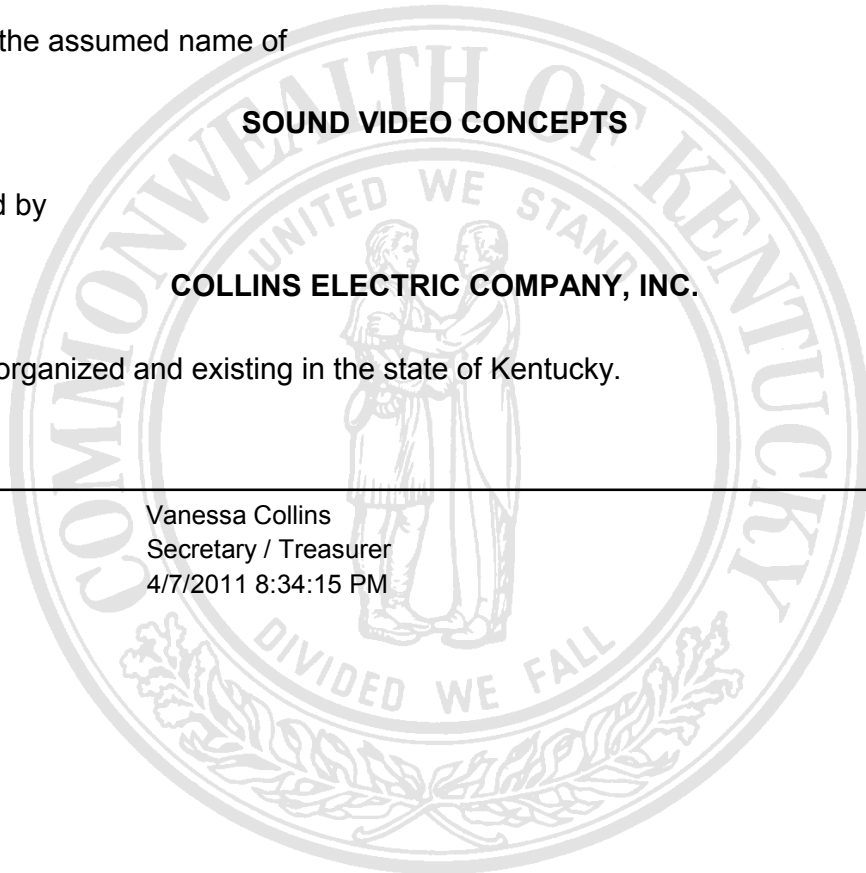 the assumed name of
SOUND VIDEO CONCEPTS
d by
COLLINS ELECTRIC COMPANY, INC.
organized and existing in the state of Kentucky.
Vanessa Collins
Secretary / Treasurer
4/7/2011 8:34:15 PM
COMMONWEALTH OF KENTUCKY
UNITED WE STAND
DIVIDED WE FALL